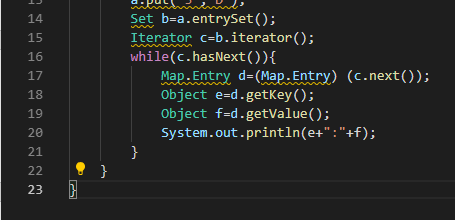 13 a.put("3","D");
14 Set b=a.entrySet();
15 Iterator c=b.iterator();
16 while(c.hasNext()){
17 Map.Entry d=(Map.Entry) (c.next());
18 Object e=d.getKey();
19 Object f=d.getValue();
20 System.out.println(e+":"+f);
21 }
22 }
23 }